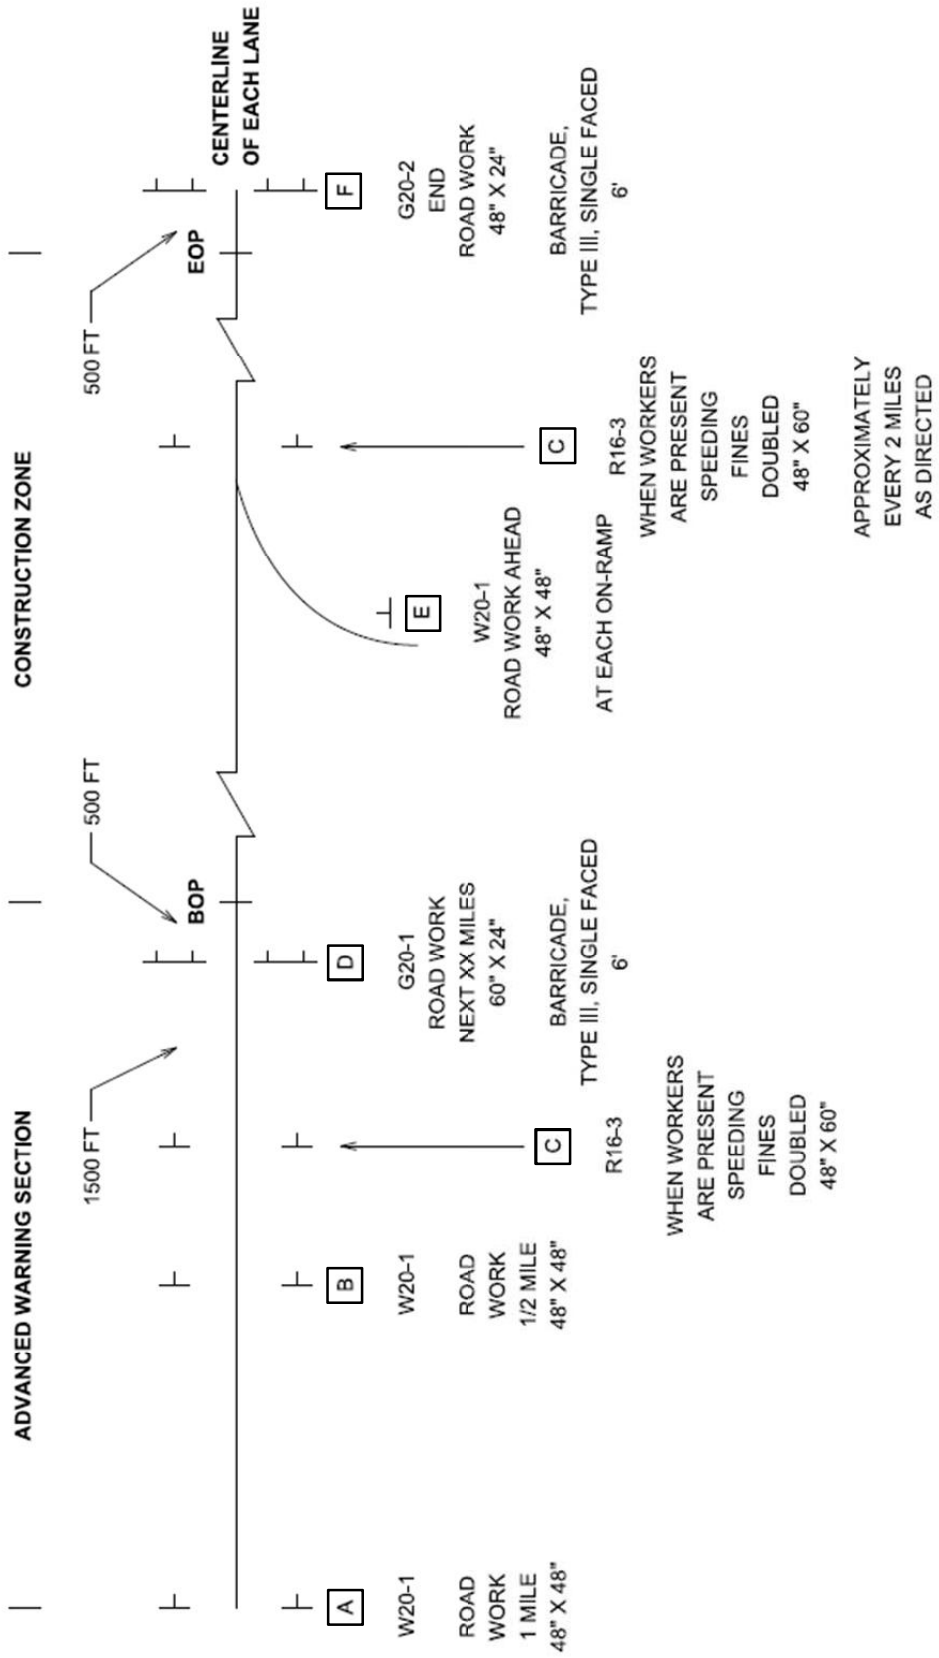 ADVANCED WARNING SECTION
CONSTRUCTION ZONE
1500 FT
500 FT
500 FT
BOP
EOP
CENTERLINE
OF EACH LANE
A
W20-1
ROAD
WORK
1 MILE
48" X 48"
B
W20-1
ROAD
WORK
1/2 MILE
48" X 48"
C
R16-3
WHEN WORKERS
ARE PRESENT
SPEEDING
FINES
DOUBLED
48" X 60"
D
G20-1
ROAD WORK
NEXT XX MILES
60" X 24"
BARRICADE,
TYPE III, SINGLE FACED
6'
E
W20-1
ROAD WORK AHEAD
48" X 48"
AT EACH ON-RAMP
C
R16-3
WHEN WORKERS
ARE PRESENT
SPEEDING
FINES
DOUBLED
48" X 60"
APPROXIMATELY
EVERY 2 MILES
AS DIRECTED
F
G20-2
END
ROAD WORK
48" X 24"
BARRICADE,
TYPE III, SINGLE FACED
6'